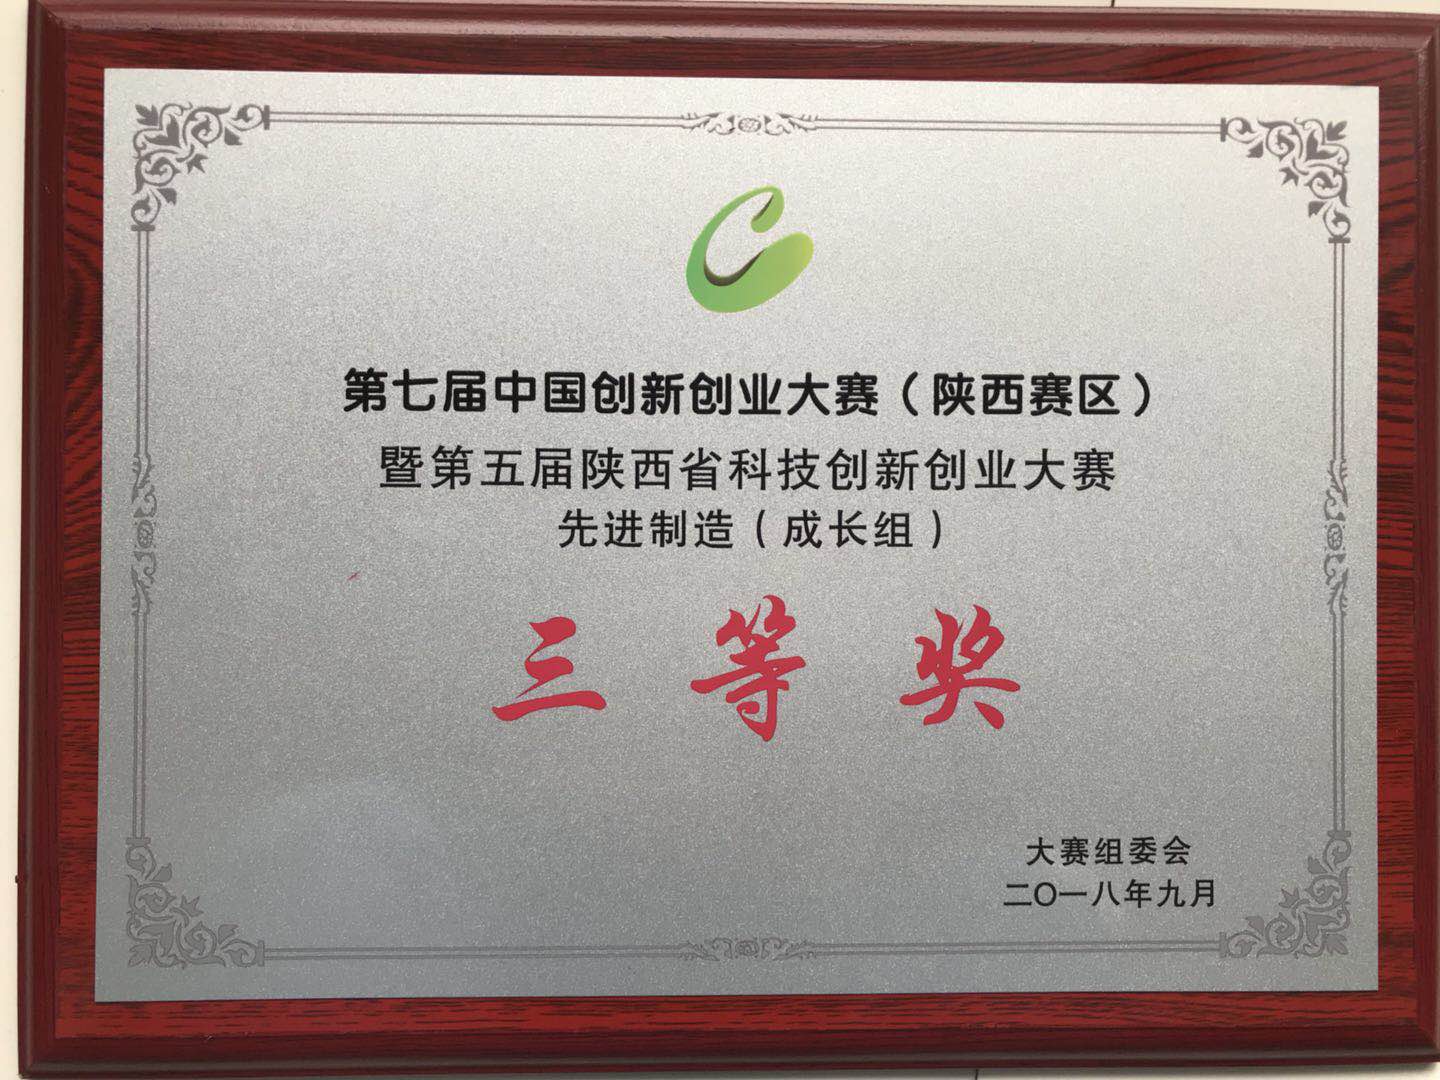 第七届中国创新创业大赛（陕西赛区）
暨第五届陕西省科技创新创业大赛
先进制造（成长组）
三等奖
大赛组委会
二〇一八年九月